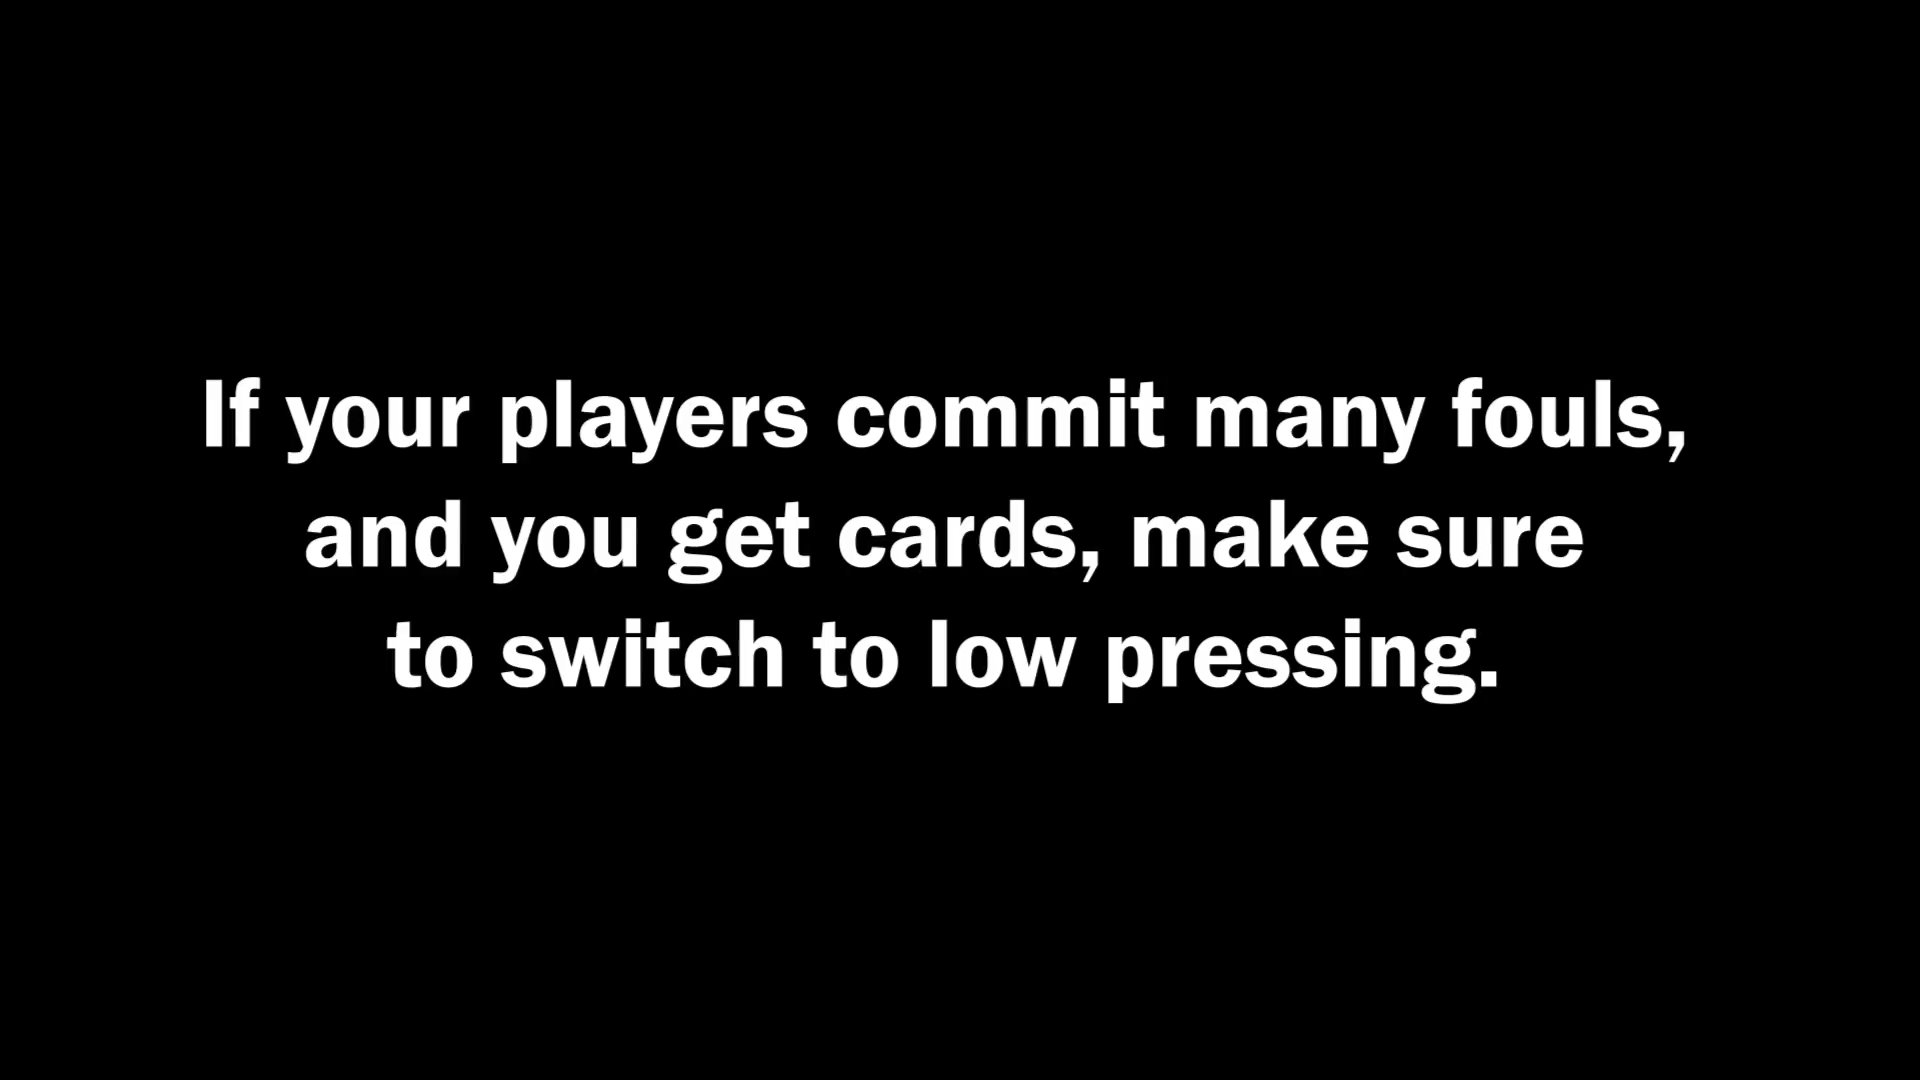 If your players commit many fouls,
and you get cards, make sure
to switch to low pressing.